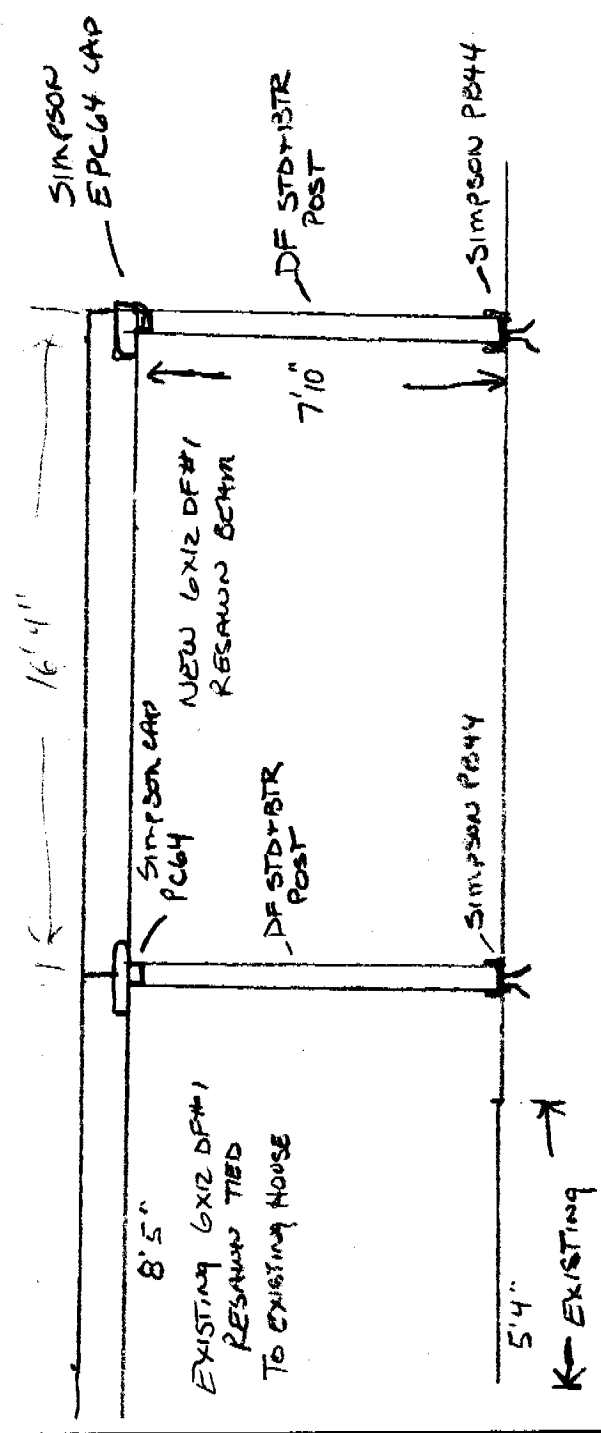 SIMPSON
EPC64 CAP
16'4"
SIMPSON CAP
PC64
NEW 6X12 DF#1
RESAWN BEAM
DF STD+BTR
POST
7'10"
DF STD+BTR
POST
8'5"
EXISTING 6X12 DF#1
RESAWN TIED
TO EXISTING HOUSE
SIMPSON PB44
SIMPSON PB44
5'4"
EXISTING